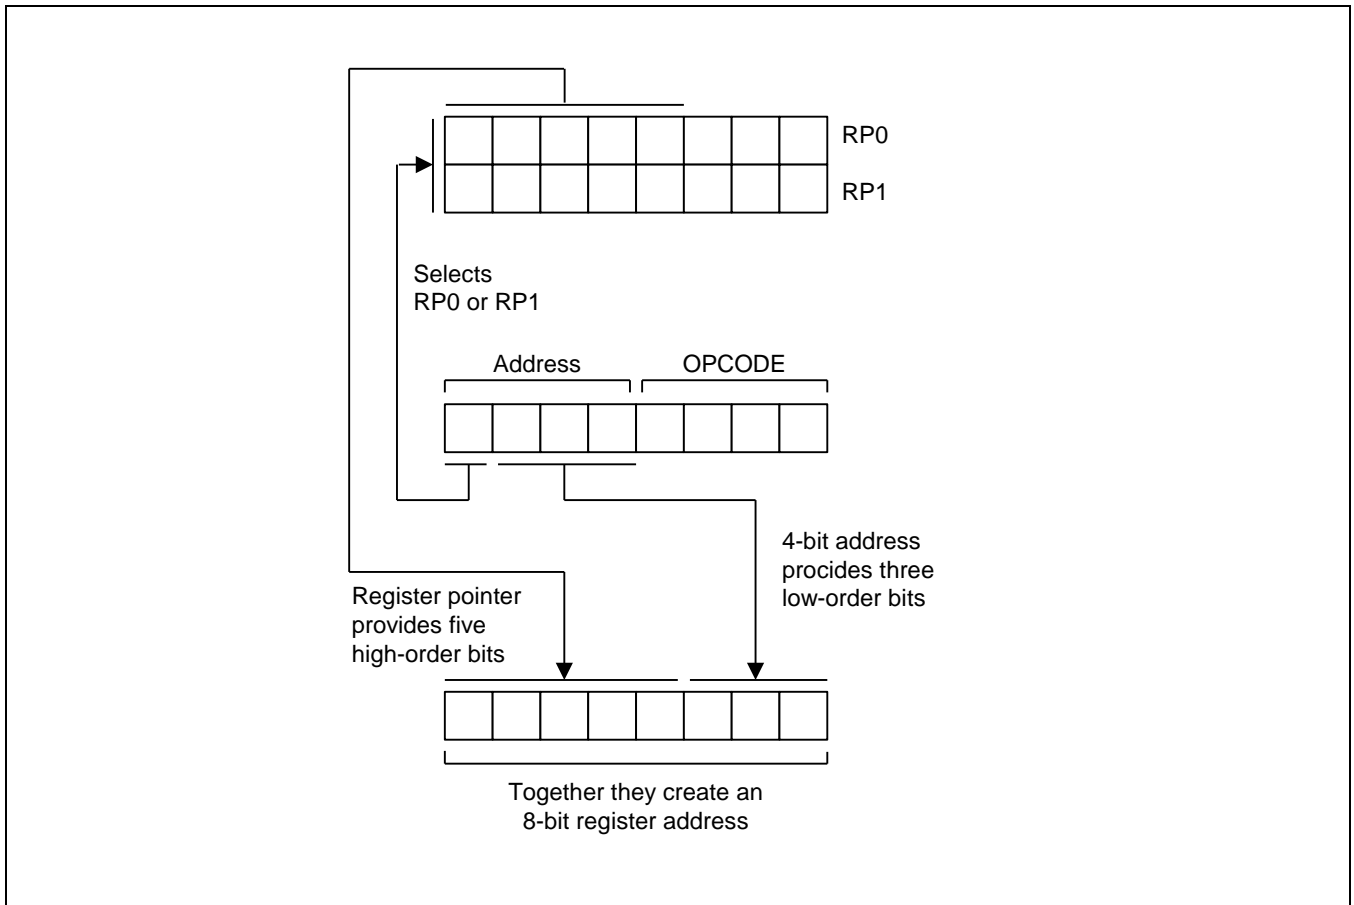 RP0
RP1
Selects
RP0 or RP1
Address
OPCODE
4-bit address
procides three
low-order bits
Register pointer
provides five
high-order bits
Together they create an
8-bit register address